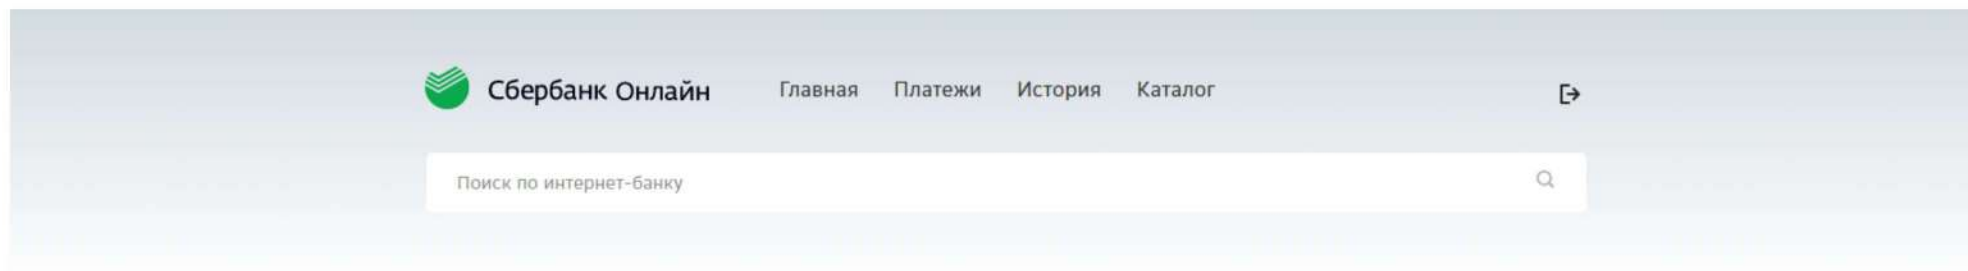 Сбербанк Онлайн Главная Платежи История Каталог
Поиск по интернет-банку